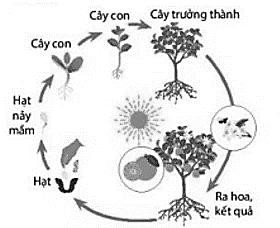 Cây con
Cây trưởng thành
Cây con
Hạt
nảy
mầm
Hạt
Ra hoa,
kết quả